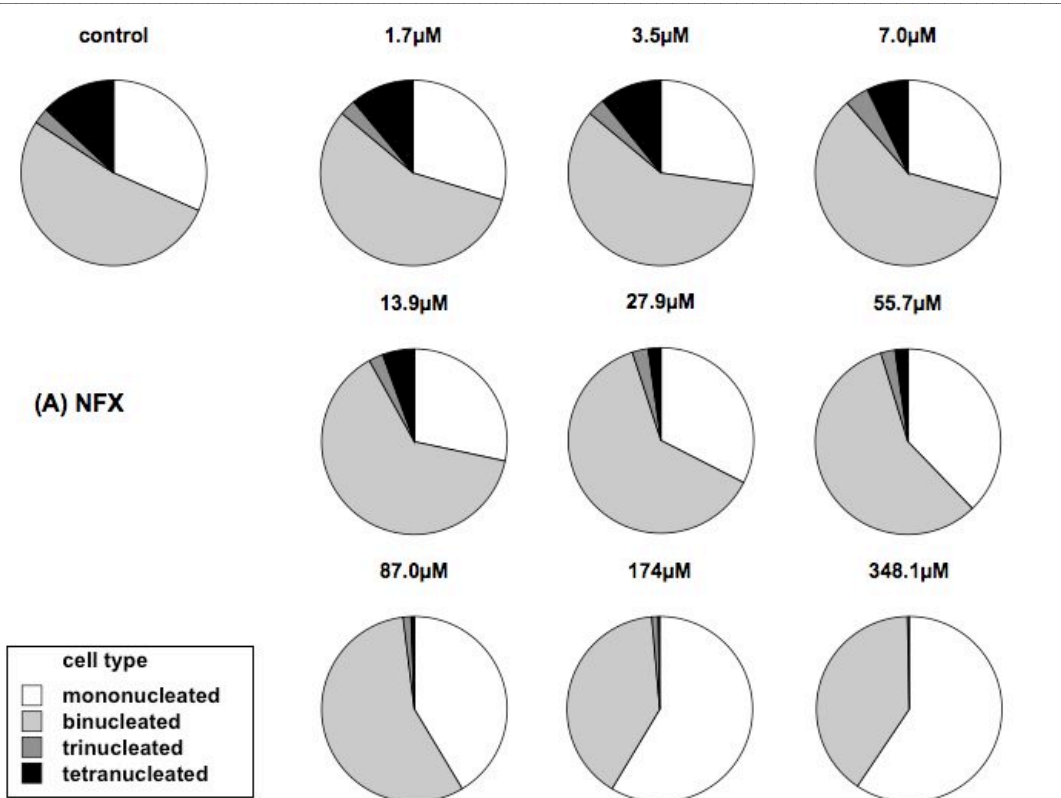 control
1.7µM
3.5µM
7.0µM
13.9µM
27.9µM
55.7µM
(A) NFX
87.0µM
174µM
348.1µM
cell type
mononucleated
binucleated
trinucleated
tetranucleated